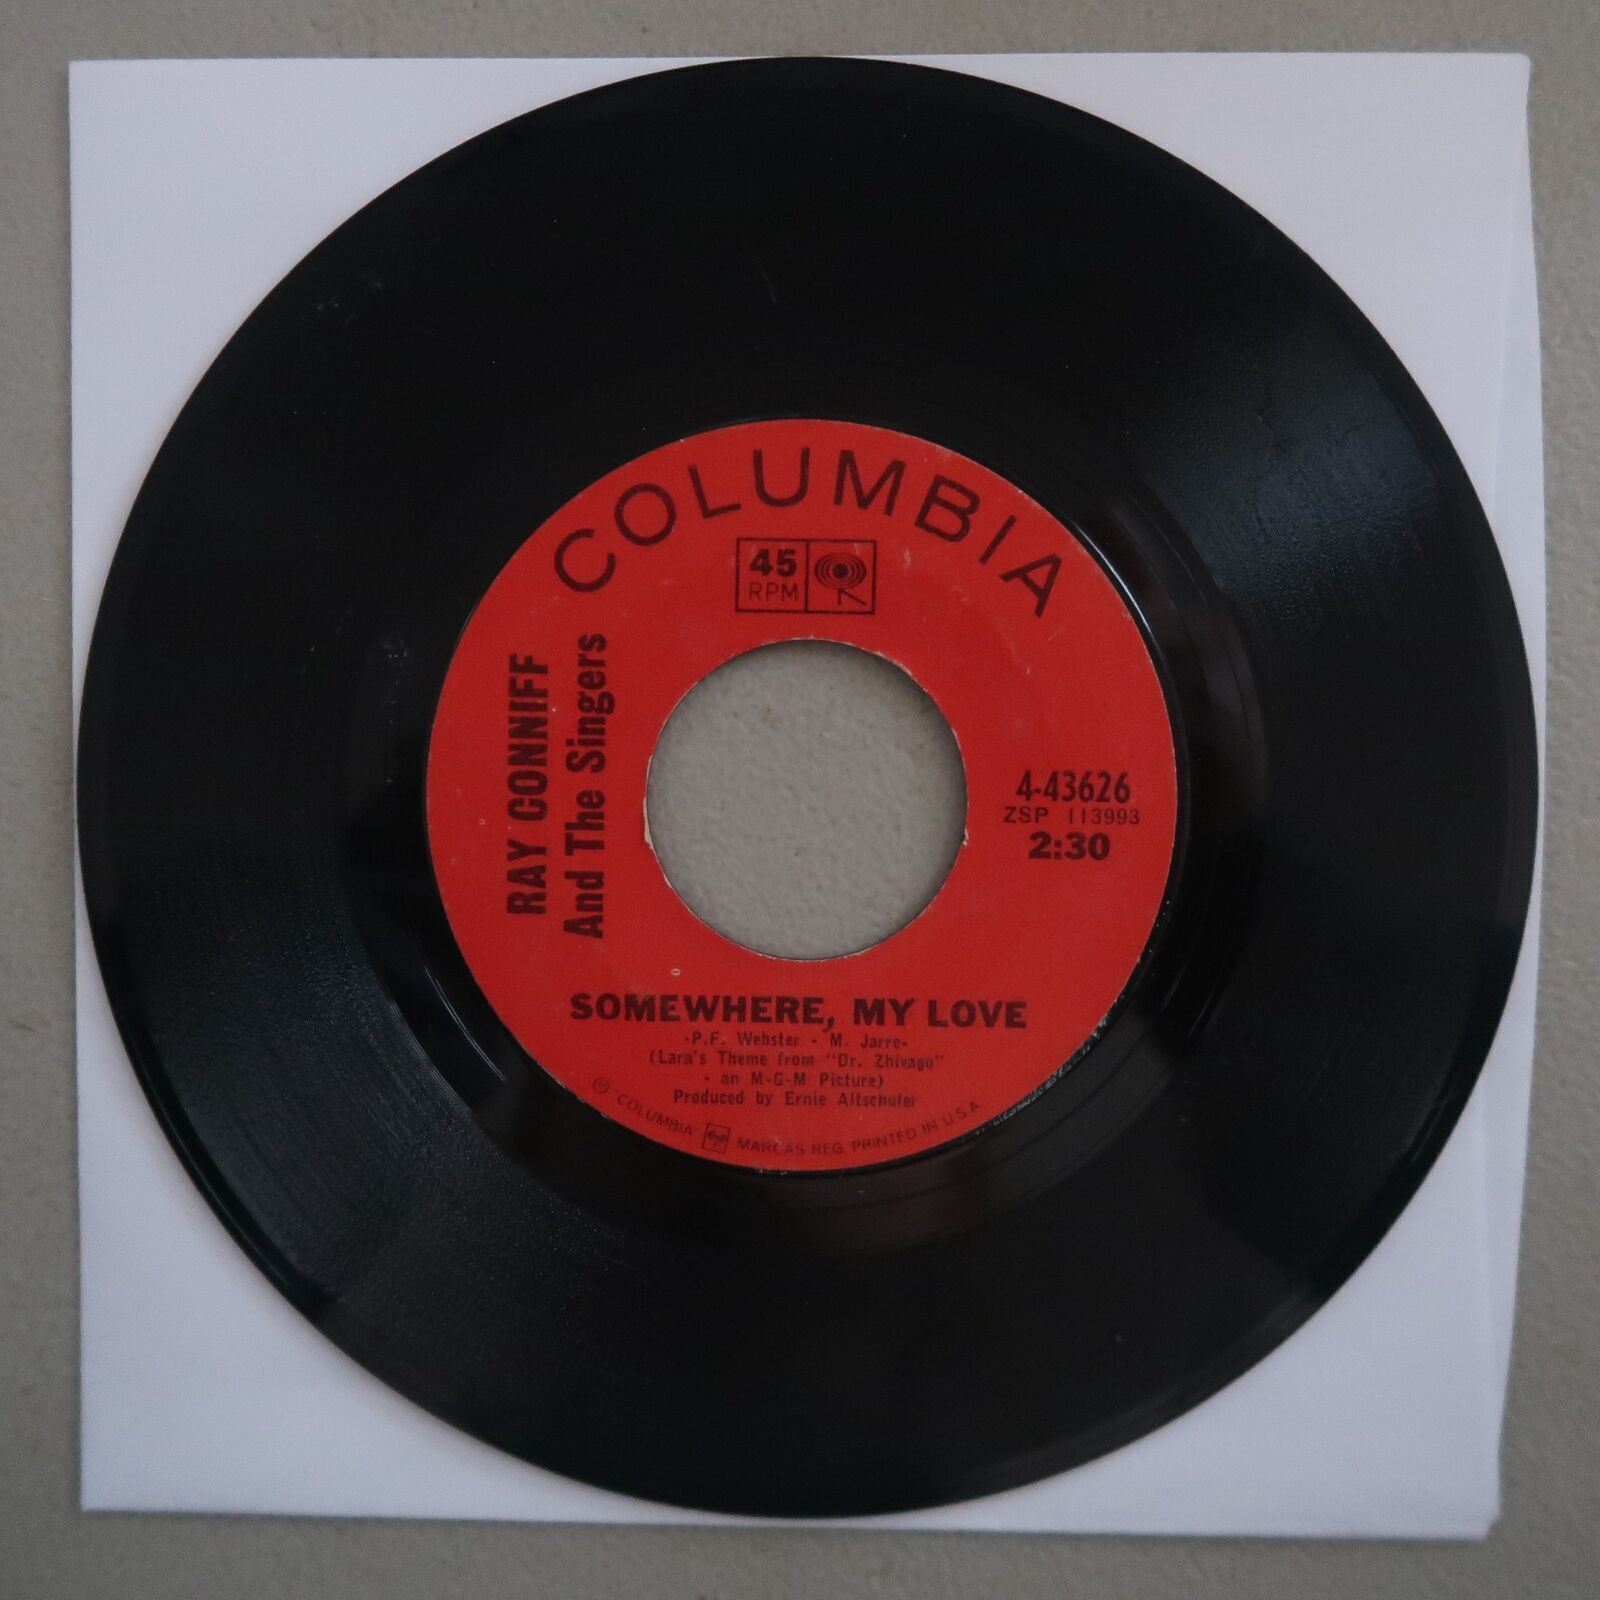 COLUMBIA
45
RPM
RAY CONNIFF
And The Singers
4-43626
ZSP 113993
2:30
SOMEWHERE, MY LOVE
-P.F. Webster - M. Jarre-
(Lara's Theme from "Dr. Zhivago"
- an M-G-M Picture)
Produced by Ernie Altschuler
"COLUMBIA" MARCAS REG. PRINTED IN U.S.A.